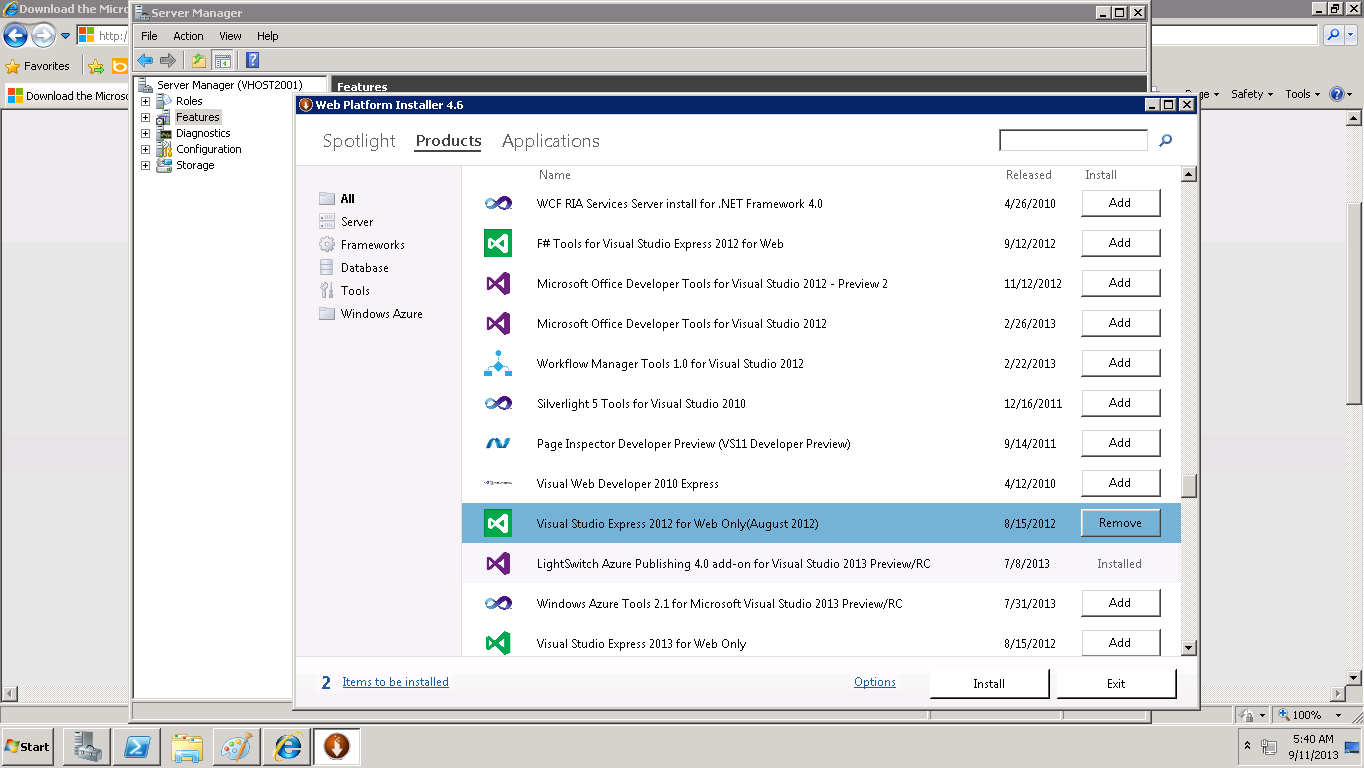 Download the Micro
Server Manager
File Action View Help
http:/
Favorites
Download the Microso
Page Safety Tools
Server Manager (VHOST2001)
Roles
Features
Diagnostics
Configuration
Storage
Features
Web Platform Installer 4.6
Spotlight Products Applications
All
Server
Frameworks
Database
Tools
Windows Azure
Name Released Install
WCF RIA Services Server install for .NET Framework 4.0 4/26/2010 Add
F# Tools for Visual Studio Express 2012 for Web 9/12/2012 Add
Microsoft Office Developer Tools for Visual Studio 2012 - Preview 2 11/12/2012 Add
Microsoft Office Developer Tools for Visual Studio 2012 2/26/2013 Add
Workflow Manager Tools 1.0 for Visual Studio 2012 2/22/2013 Add
Silverlight 5 Tools for Visual Studio 2010 12/16/2011 Add
Page Inspector Developer Preview (VS11 Developer Preview) 9/14/2011 Add
Visual Web Developer 2010 Express 4/12/2010 Add
Visual Studio Express 2012 for Web Only(August 2012) 8/15/2012 Remove
LightSwitch Azure Publishing 4.0 add-on for Visual Studio 2013 Preview/RC 7/8/2013 Installed
Windows Azure Tools 2.1 for Microsoft Visual Studio 2013 Preview/RC 7/31/2013 Add
Visual Studio Express 2013 for Web Only 8/15/2012 Add
2 Items to be installed Options Install Exit
100%
Start
5:40 AM
9/11/2013